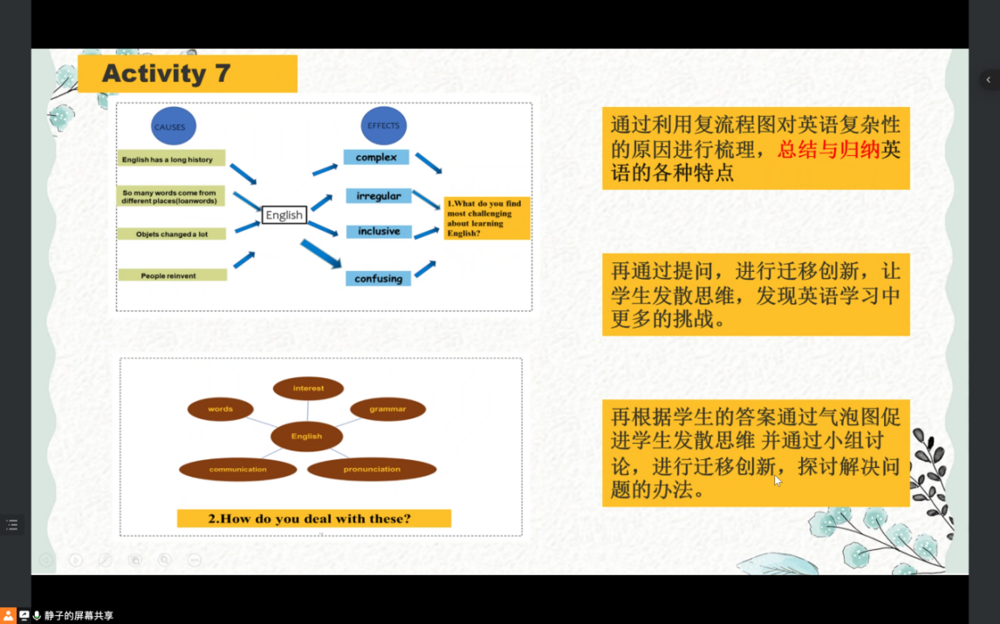 Activity 7
CAUSES
EFFECTS
English has a long history
So many words come from
different places(loanwords)
Objets changed a lot
People reinvent
English
complex
irregular
inclusive
confusing
1.What do you find
most challenging
about learning
English?
通过利用复流程图对英语复杂性
的原因进行梳理，总结与归纳英
语的各种特点
再通过提问，进行迁移创新，让
学生发散思维，发现英语学习中
更多的挑战。
interest
words
grammar
English
communication
pronunciation
2.How do you deal with these?
再根据学生的答案通过气泡图促
进学生发散思维 并通过小组讨
论，进行迁移创新，探讨解决问
题的办法。
静子的屏幕共享